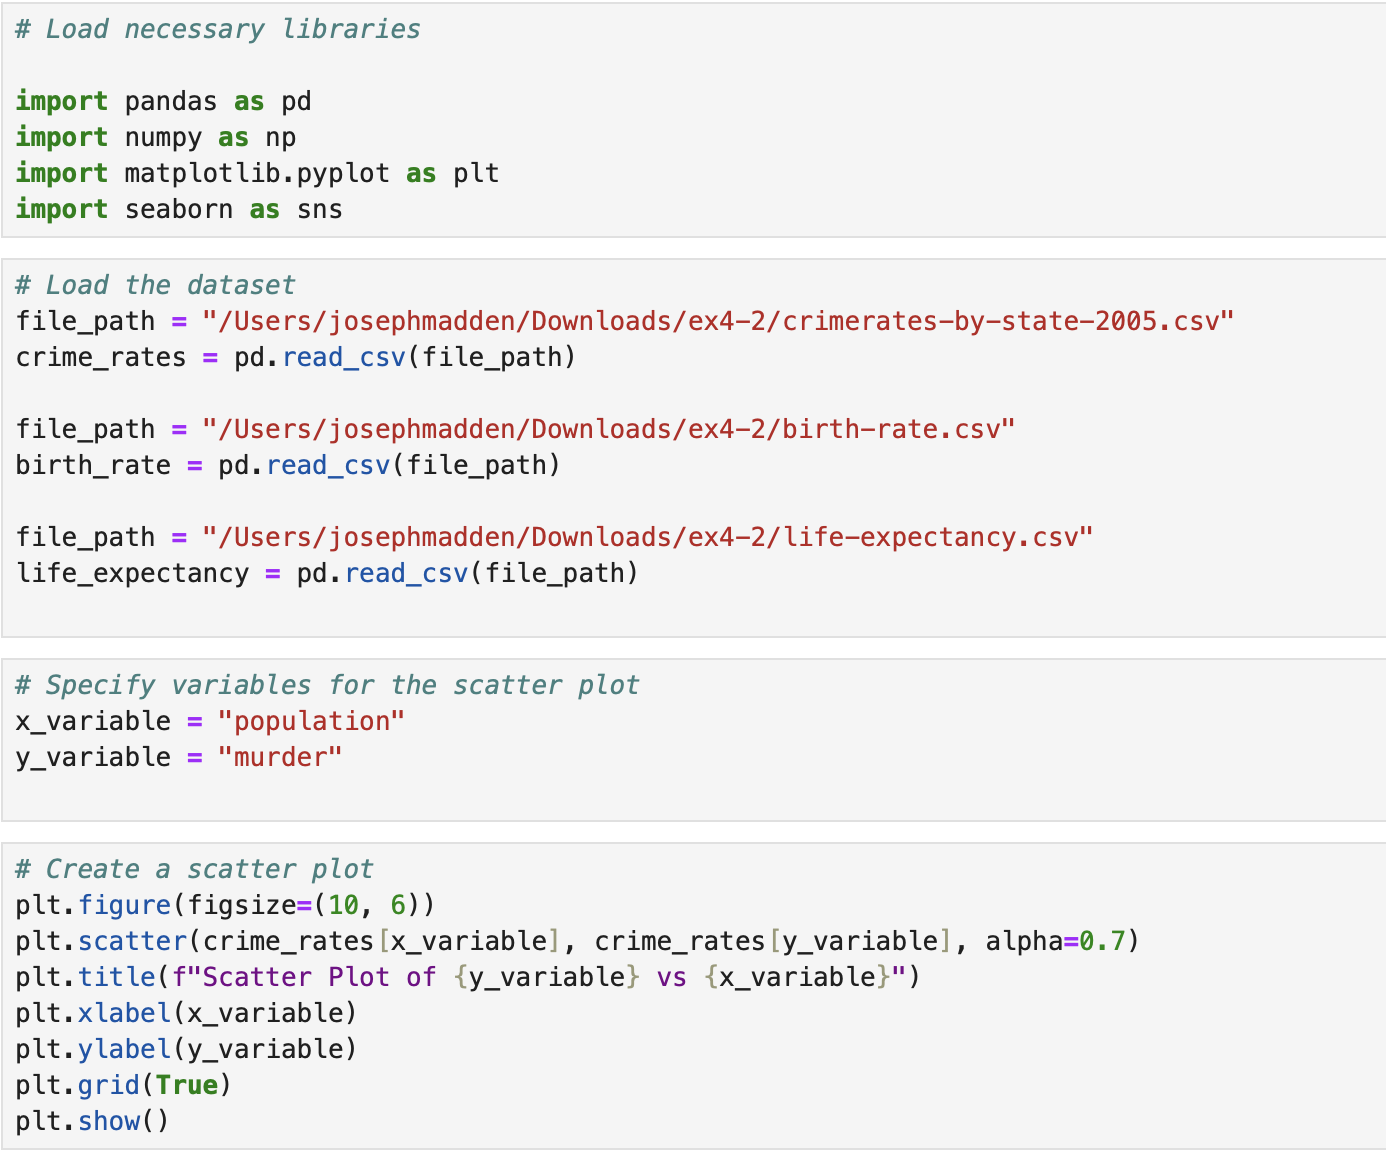 # Load necessary libraries
import pandas as pd
import numpy as np
import matplotlib.pyplot as plt
import seaborn as sns
# Load the dataset
file_path = "/Users/josephmadden/Downloads/ex4-2/crimerates-by-state-2005.csv"
crime_rates = pd.read_csv(file_path)
file_path = "/Users/josephmadden/Downloads/ex4-2/birth-rate.csv"
birth_rate = pd.read_csv(file_path)
file_path = "/Users/josephmadden/Downloads/ex4-2/life-expectancy.csv"
life_expectancy = pd.read_csv(file_path)
# Specify variables for the scatter plot
x_variable = "population"
y_variable = "murder"
# Create a scatter plot
plt.figure(figsize=(10, 6))
plt.scatter(crime_rates[x_variable], crime_rates[y_variable], alpha=0.7)
plt.title(f"Scatter Plot of {y_variable} vs {x_variable}")
plt.xlabel(x_variable)
plt.ylabel(y_variable)
plt.grid(True)
plt.show()